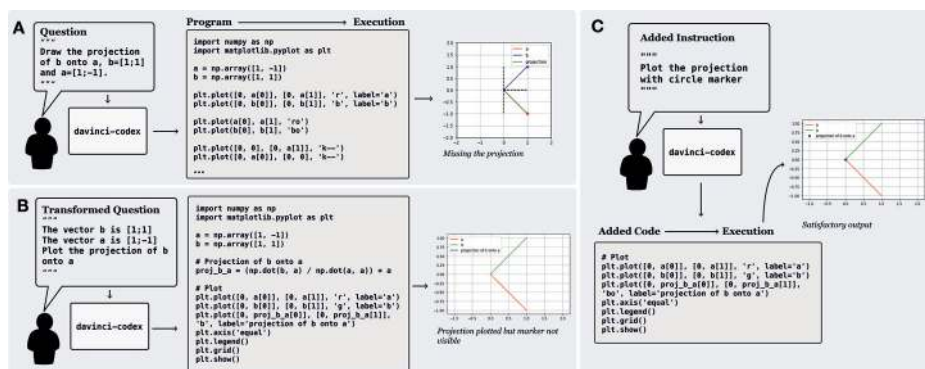 A
Question
"""
Draw the projection
of b onto a, b=[1;1]
and a=[1;-1].
"""
davinci-codex
Program
Execution
import numpy as np
import matplotlib.pyplot as plt
a = np.array([1, -1])
b = np.array([1, 1])
plt.plot([0, a[0]], [0, a[1]], 'r', label='a')
plt.plot([0, b[0]], [0, b[1]], 'b', label='b')
plt.plot(a[0], a[1], 'ro')
plt.plot(b[0], b[1], 'bo')
plt.plot([0, 0], [0, a[1]], 'k--')
plt.plot([0, a[0]], [0, 0], 'k--')
...
a
b
projection
Missing the projection
B
Transformed Question
"""
The vector b is [1;1]
The vector a is [1;-1]
Plot the projection of b
onto a
"""
davinci-codex
import numpy as np
import matplotlib.pyplot as plt
a = np.array([1, -1])
b = np.array([1, 1])
# Projection of b onto a
proj_b_a = (np.dot(b, a) / np.dot(a, a)) * a
# Plot
plt.plot([0, a[0]], [0, a[1]], 'r', label='a')
plt.plot([0, b[0]], [0, b[1]], 'g', label='b')
plt.plot([0, proj_b_a[0]], [0, proj_b_a[1]],
'b', label='projection of b onto a')
plt.axis('equal')
plt.legend()
plt.grid()
plt.show()
a
b
projection of b onto a
Projection plotted but marker not
visible
C
Added Instruction
"""
Plot the projection
with circle marker
"""
davinci-codex
Added Code
Execution
# Plot
plt.plot([0, a[0]], [0, a[1]], 'r', label='a')
plt.plot([0, b[0]], [0, b[1]], 'g', label='b')
plt.plot([0, proj_b_a[0]], [0, proj_b_a[1]],
'bo', label='projection of b onto a')
plt.axis('equal')
plt.legend()
plt.grid()
plt.show()
a
b
projection of b onto a
Satisfactory output